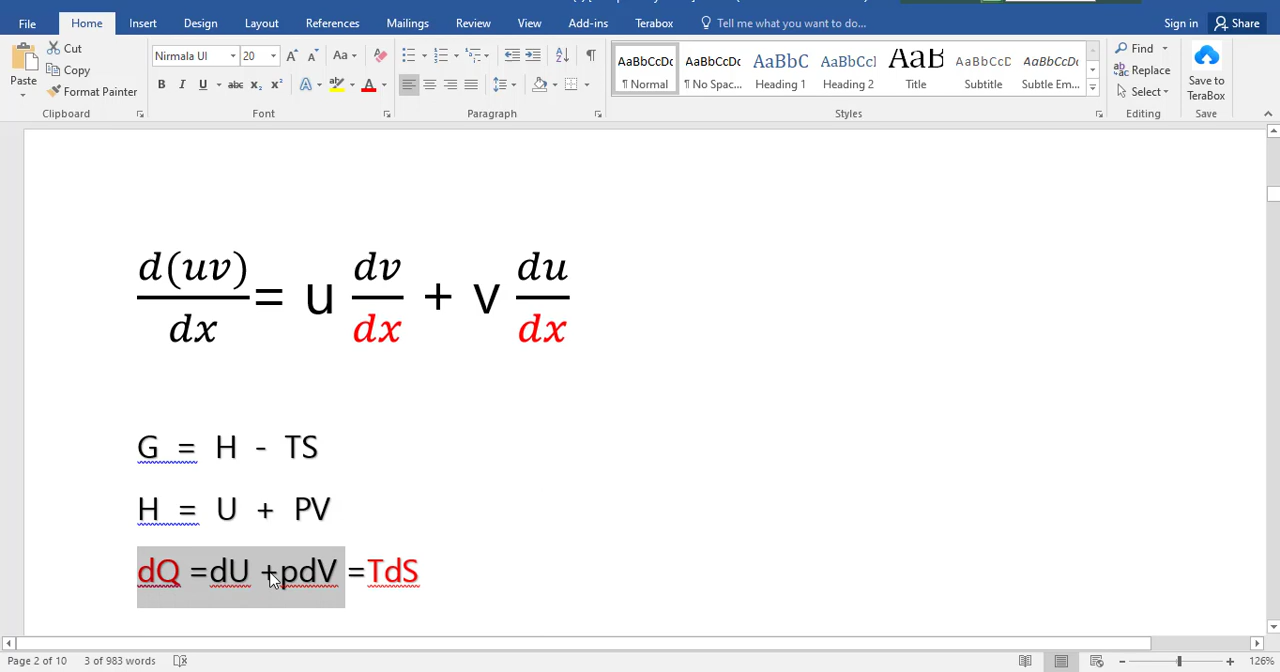 File Home Insert Design Layout References Mailings Review View Add-ins Terabox Tell me what you want to do... Sign in Share
Paste Cut Copy Format Painter
Nirmala UI 20 Aa
B I U abc x₂ x² A A
AaBbCcDc AaBbCcDc AaBbC AaBbCcI AaB AaBbCcD AaBbCcDc
¶ Normal ¶ No Spac... Heading 1 Heading 2 Title Subtitle Subtle Em...
Find Replace Select
Save to TeraBox
Clipboard Font Paragraph Styles Editing Save
d(uv)/dx = u dv/dx + v du/dx
G = H - TS
H = U + PV
dQ =dU +pdV =TdS
Page 2 of 10 3 of 983 words 126%